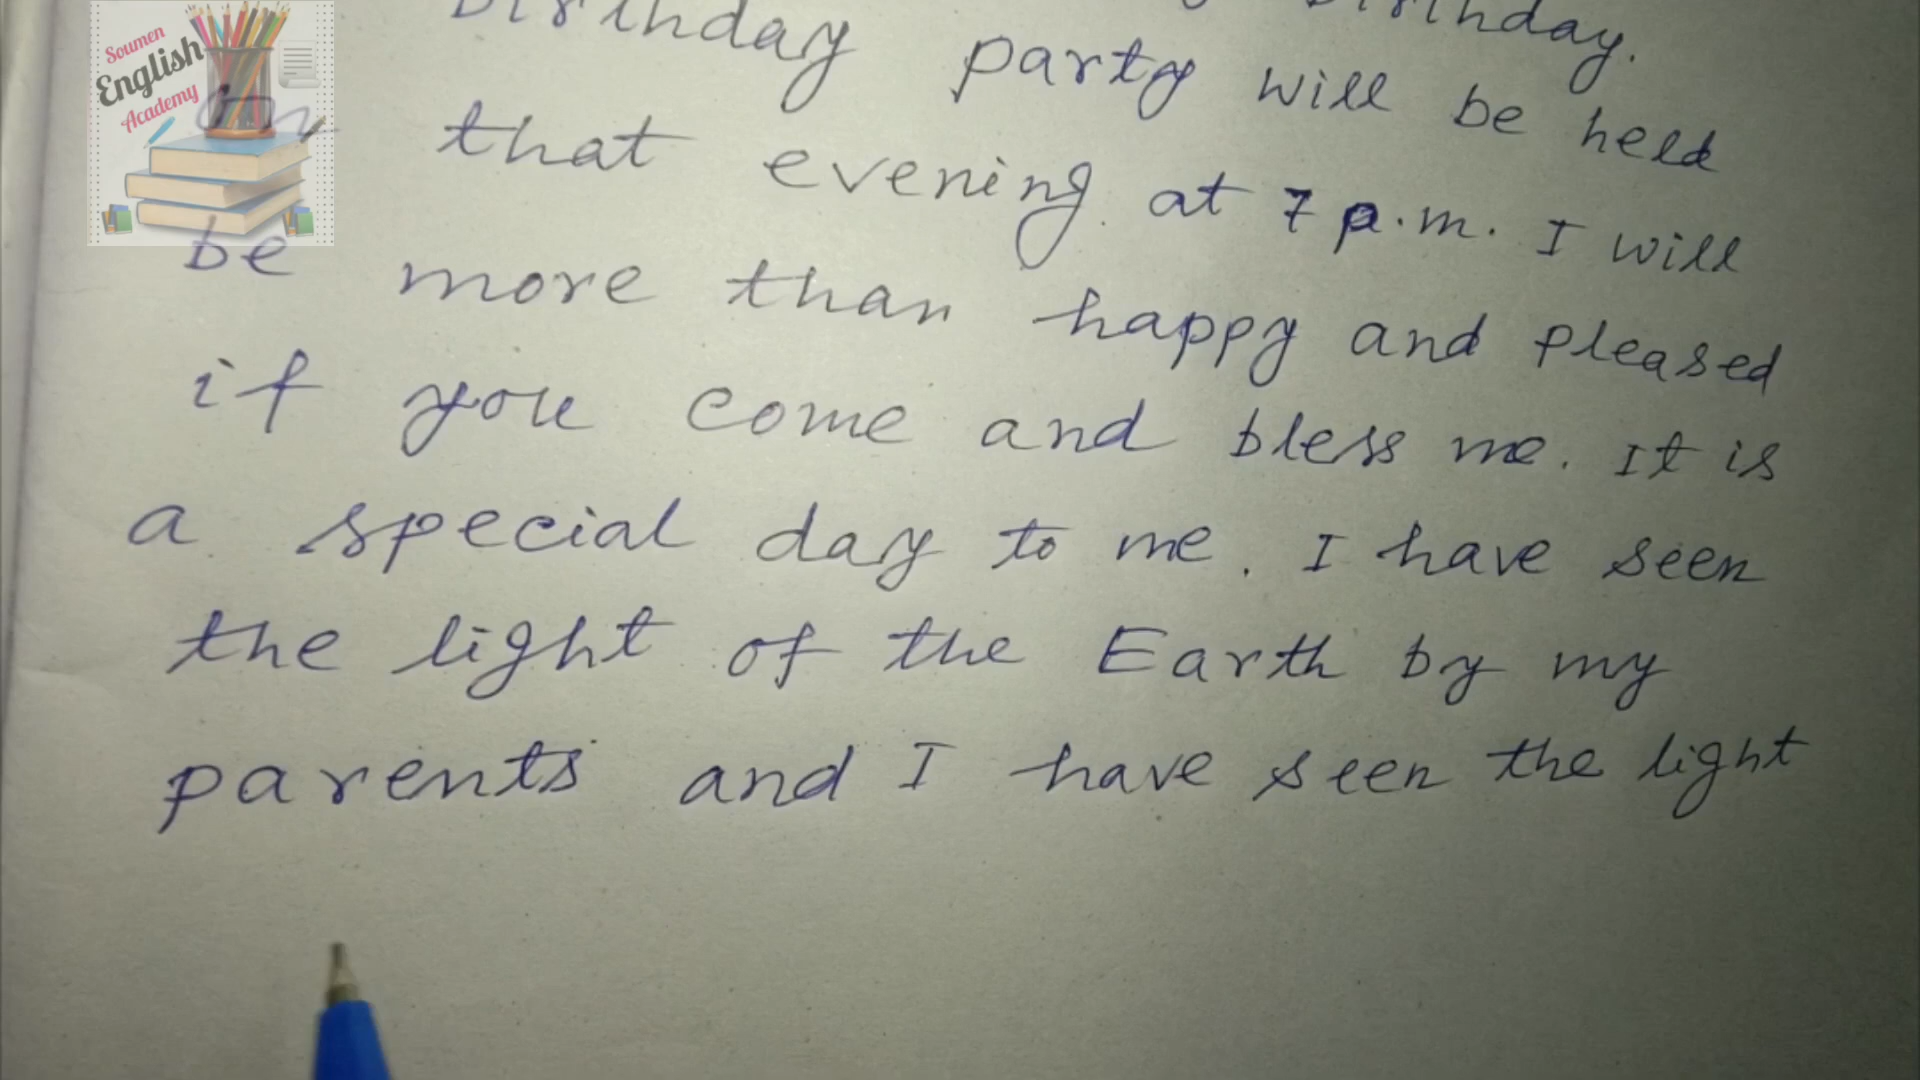 Soumen
English
Academy
birthday.
Birthday party will be held
on that evening at 7 p.m. I will
be more than happy and pleased
if you come and bless me. It is
a special day to me. I have seen
the light of the Earth by my
parents and I have seen the light